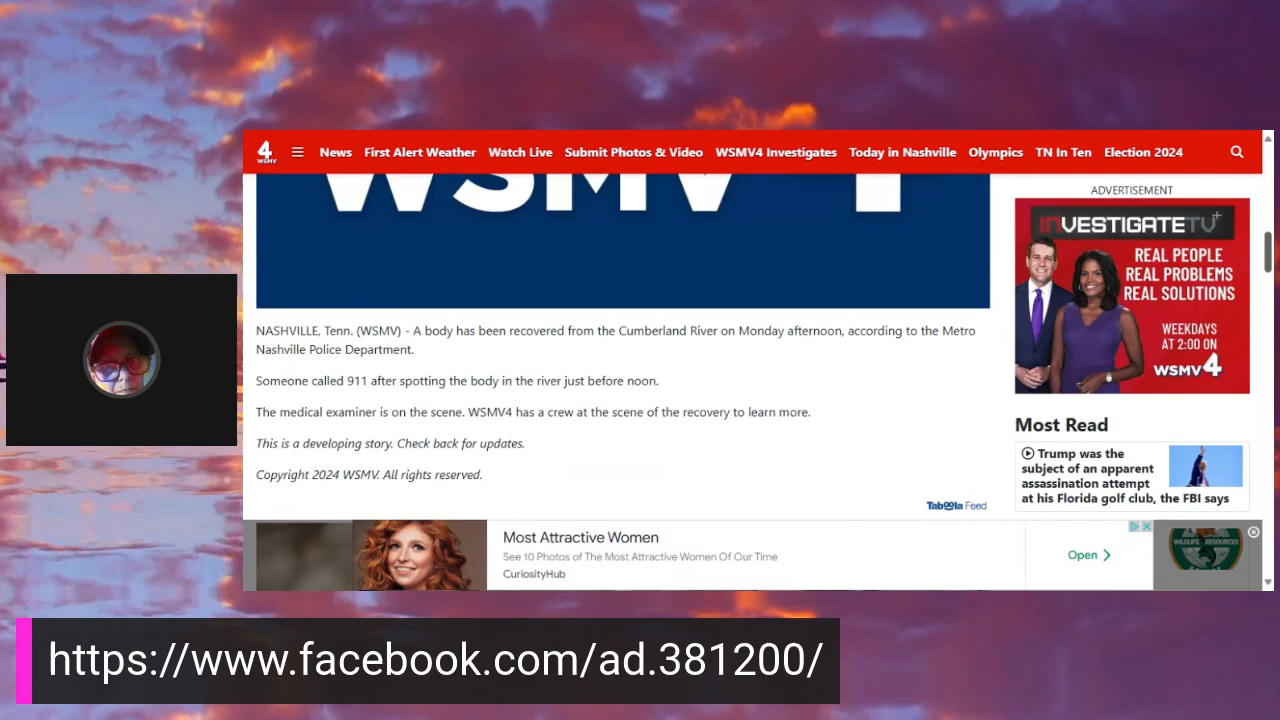 4
WSMV
News First Alert Weather Watch Live Submit Photos & Video WSMV4 Investigates Today in Nashville Olympics TN In Ten Election 2024
WSMV 4
ADVERTISEMENT
INVESTIGATETV+
REAL PEOPLE
REAL PROBLEMS
REAL SOLUTIONS
WEEKDAYS
AT 2:00 ON
WSMV4
NASHVILLE, Tenn. (WSMV) - A body has been recovered from the Cumberland River on Monday afternoon, according to the Metro
Nashville Police Department.
Someone called 911 after spotting the body in the river just before noon.
The medical examiner is on the scene. WSMV4 has a crew at the scene of the recovery to learn more.
This is a developing story. Check back for updates.
Copyright 2024 WSMV. All rights reserved.
Taboola Feed
Most Read
Trump was the
subject of an apparent
assassination attempt
at his Florida golf club, the FBI says
Most Attractive Women
See 10 Photos of The Most Attractive Women Of Our Time
CuriosityHub
Open
WILDLIFE RESOURCES
https://www.facebook.com/ad.381200/